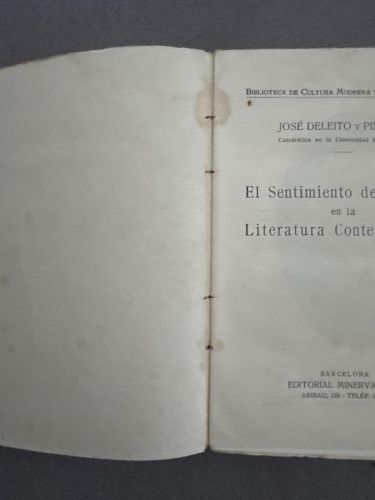 BIBLIOTECA DE CULTURA MODERNA
JOSÉ DELEITO Y
Catedrático en la Universidad
El Sentimiento de
en la
Literatura
BARCELONA
EDITORIAL MINERVA
ARIBAU, 179 - TELÉF.